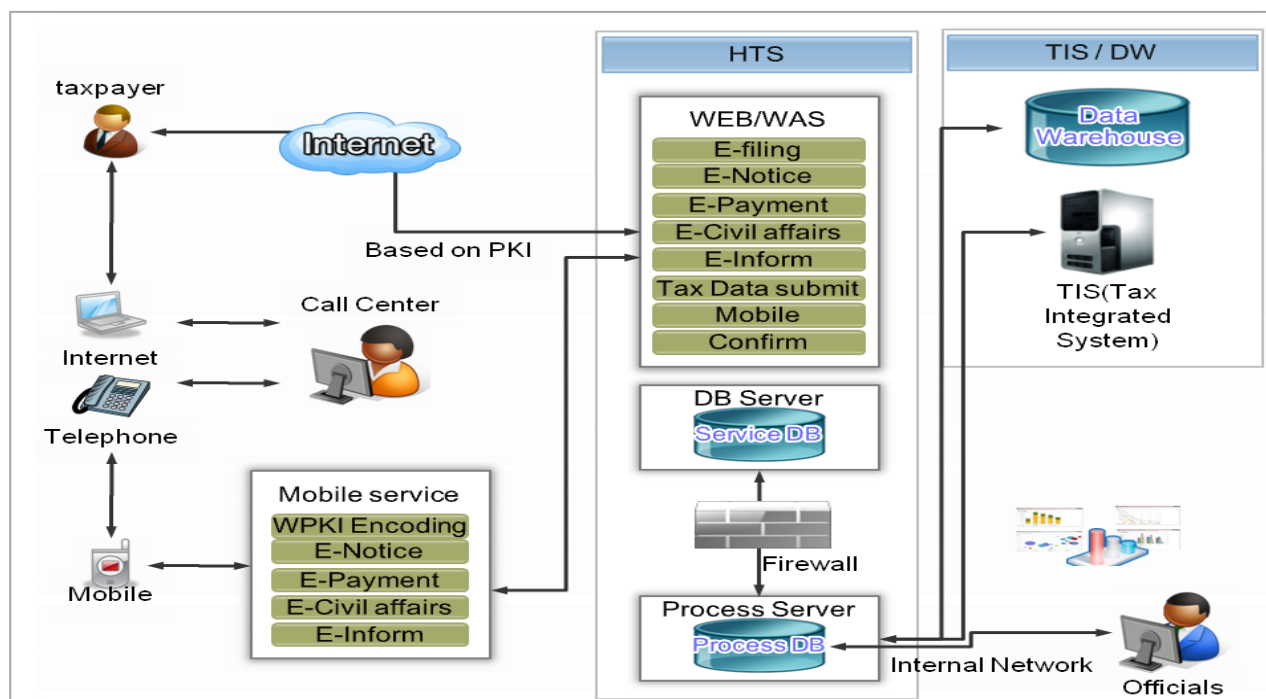 HTS
TIS / DW
taxpayer
Internet
Based on PKI
WEB/WAS
E-filing
E-Notice
E-Payment
E-Civil affairs
E-Inform
Tax Data submit
Mobile
Confirm
Data
Warehouse
TIS(Tax
Integrated
System)
Internet
Call Center
Telephone
Mobile
Mobile service
WPKI Encoding
E-Notice
E-Payment
E-Civil affairs
E-Inform
DB Server
Service DB
Firewall
Process Server
Process DB
Internal Network
Officials